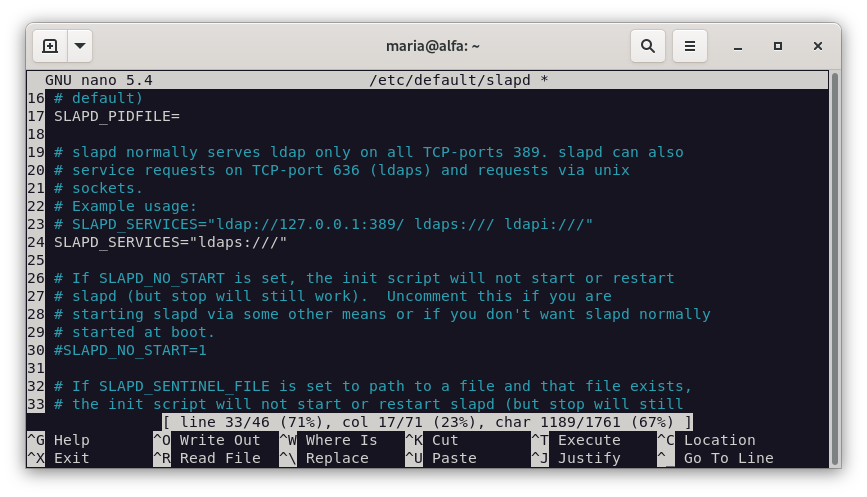 maria@alfa: ~
GNU nano 5.4 /etc/default/slapd *
16 # default)
17 SLAPD_PIDFILE=
18
19 # slapd normally serves ldap only on all TCP-ports 389. slapd can also
20 # service requests on TCP-port 636 (ldaps) and requests via unix
21 # sockets.
22 # Example usage:
23 # SLAPD_SERVICES="ldap://127.0.0.1:389/ ldaps:/// ldapi:///"
24 SLAPD_SERVICES="ldaps:///"
25
26 # If SLAPD_NO_START is set, the init script will not start or restart
27 # slapd (but stop will still work).  Uncomment this if you are
28 # starting slapd via some other means or if you don't want slapd normally
29 # started at boot.
30 #SLAPD_NO_START=1
31
32 # If SLAPD_SENTINEL_FILE is set to path to a file and that file exists,
33 # the init script will not start or restart slapd (but stop will still
[ line 33/46 (71%), col 17/71 (23%), char 1189/1761 (67%) ]
^G Help ^O Write Out ^W Where Is ^K Cut ^T Execute ^C Location
^X Exit ^R Read File ^\ Replace ^U Paste ^J Justify ^_ Go To Line